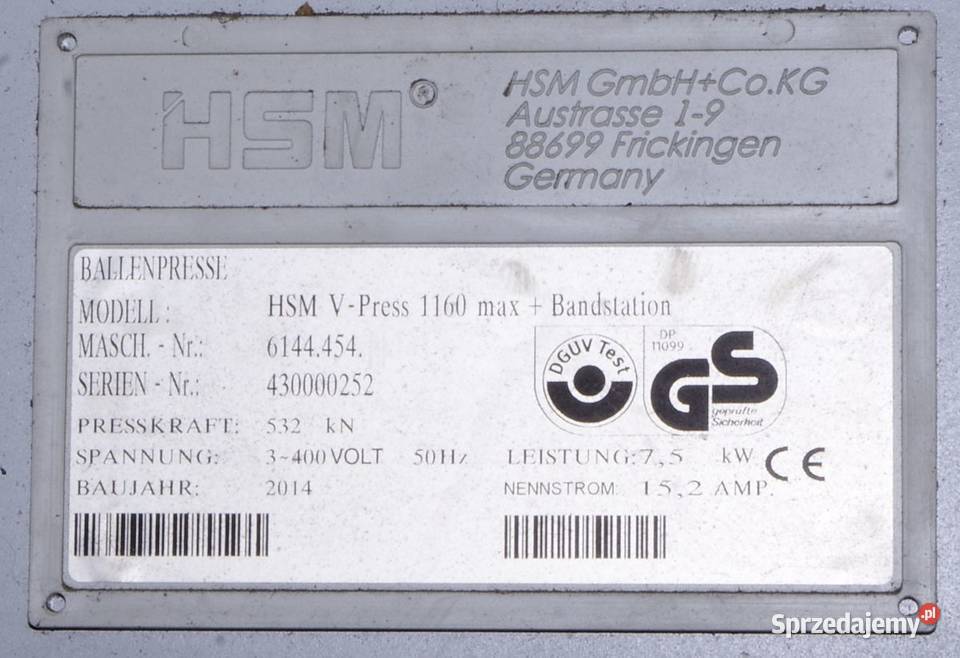 HSM®
HSM GmbH+Co.KG
Austrasse 1-9
88699 Frickingen
Germany
BALLENPRESSE
MODELL: HSM V-Press 1160 max + Bandstation
MASCH. - Nr.: 6144.454.
SERIEN - Nr.: 430000252
DGUV Test
DP
11099
GS
geprüfte
Sicherheit
PRESSKRAFT: 532 kN
SPANNUNG: 3~400 VOLT 50Hz LEISTUNG: 7,5 kW CE
BAUJAHR: 2014 NENNSTROM: 15,2 AMP.
Sprzedajemy.pl